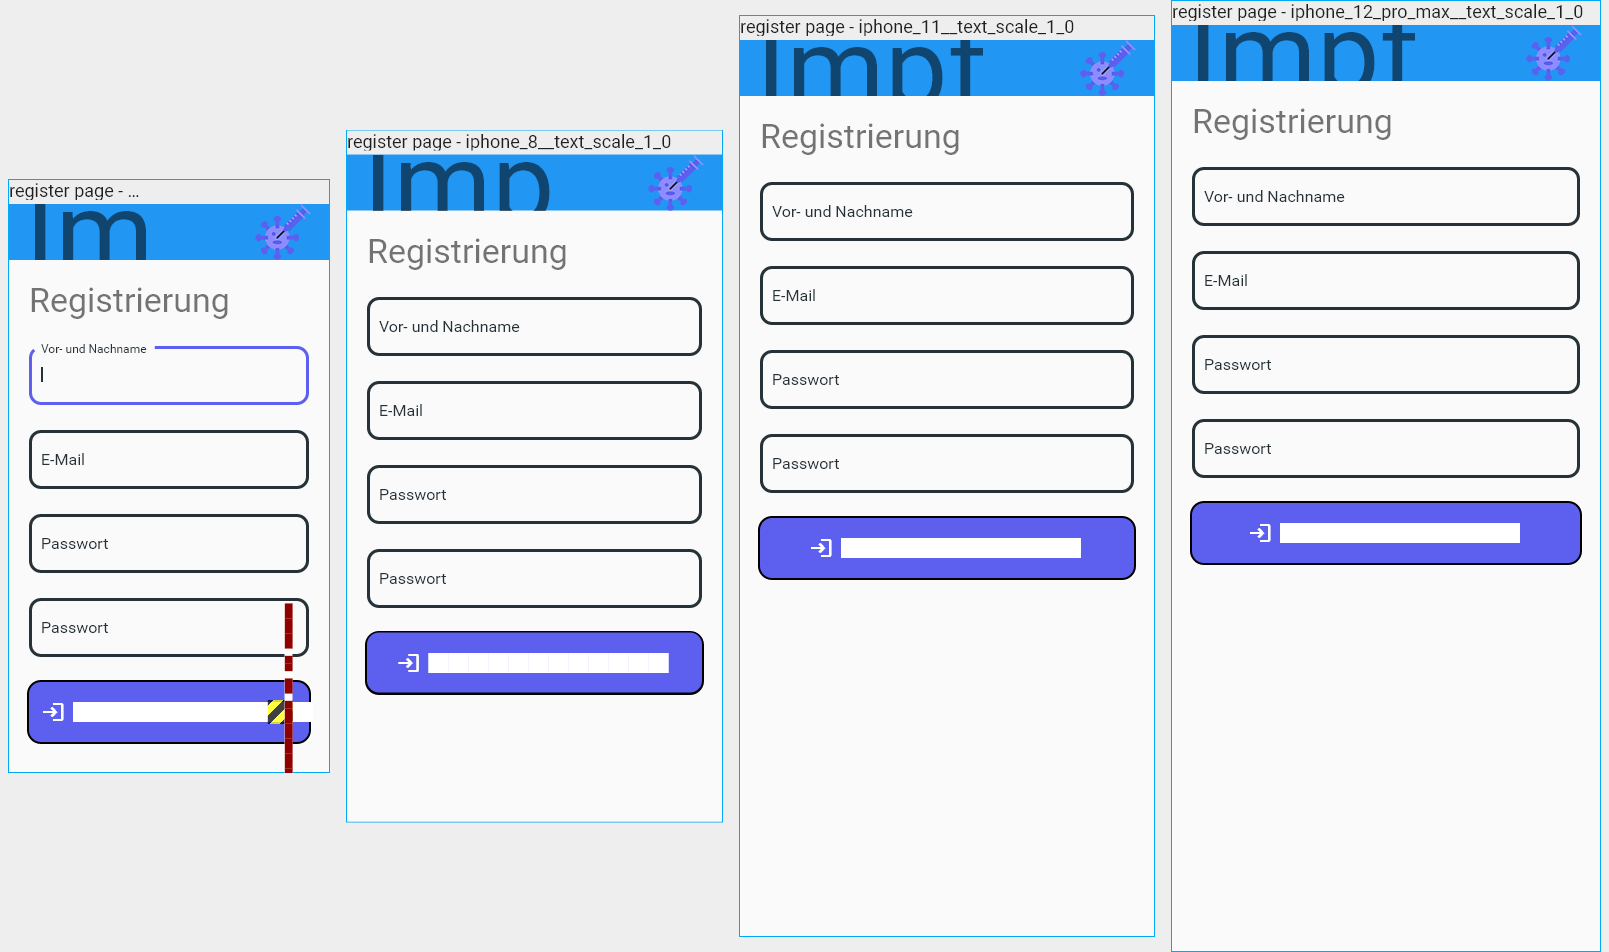 register page - ...
Im
Registrierung
Vor- und Nachname
E-Mail
Passwort
Passwort
register page - iphone_8__text_scale_1_0
Imp
Registrierung
Vor- und Nachname
E-Mail
Passwort
Passwort
register page - iphone_11__text_scale_1_0
Impf
Registrierung
Vor- und Nachname
E-Mail
Passwort
Passwort
register page - iphone_12_pro_max__text_scale_1_0
Impf
Registrierung
Vor- und Nachname
E-Mail
Passwort
Passwort